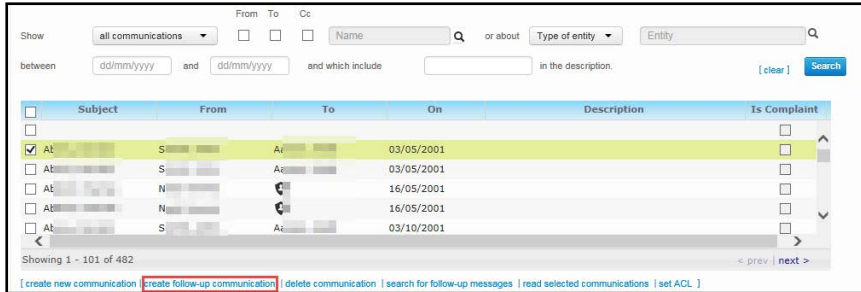 From To Cc
Show all communications Name or about Type of entity Entity
between dd/mm/yyyy and dd/mm/yyyy and which include in the description. [ clear ] Search
Subject From To On Description Is Complaint
03/05/2001
03/05/2001
16/05/2001
16/05/2001
03/10/2001
Showing 1 - 101 of 482 < prev | next >
[ create new communication | create follow-up communication | delete communication | search for follow-up messages | read selected communications | set ACL ]